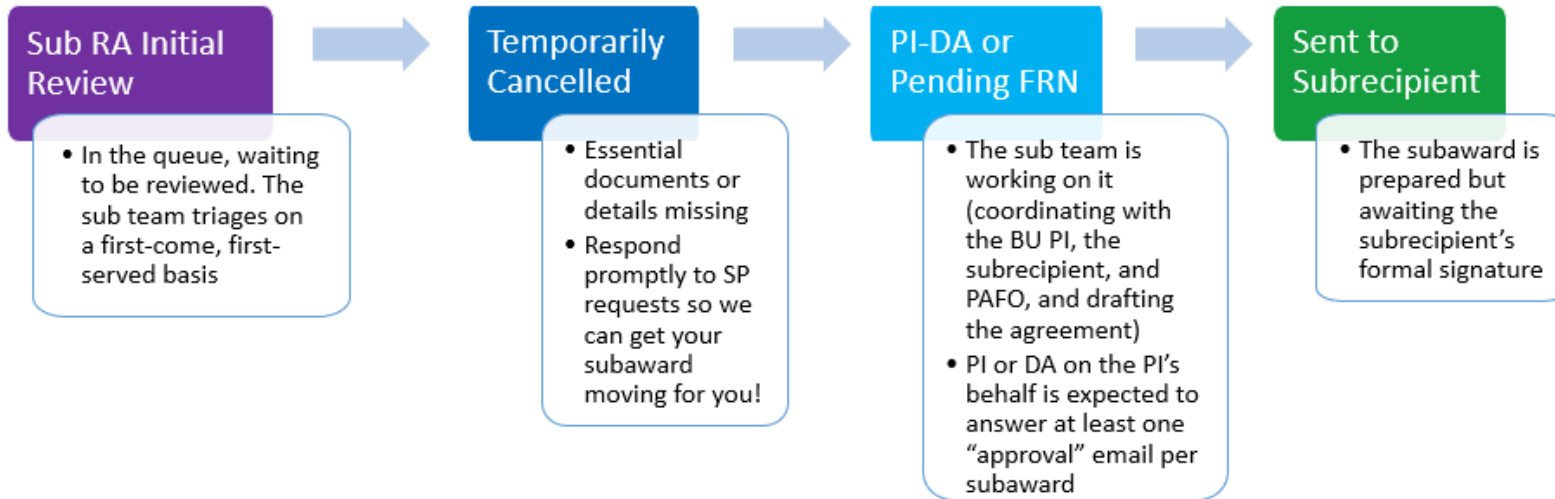 Sub RA Initial
Review
• In the queue, waiting
to be reviewed. The
sub team triages on
a first-come, first-
served basis
Temporarily
Cancelled
• Essential
documents or
details missing
• Respond
promptly to SP
requests so we
can get your
subaward
moving for you!
PI-DA or
Pending FRN
• The sub team is
working on it
(coordinating with
the BU PI, the
subrecipient, and
PAFO, and drafting
the agreement)
• PI or DA on the PI’s
behalf is expected to
answer at least one
“approval” email per
subaward
Sent to
Subrecipient
• The subaward is
prepared but
awaiting the
subrecipient’s
formal signature